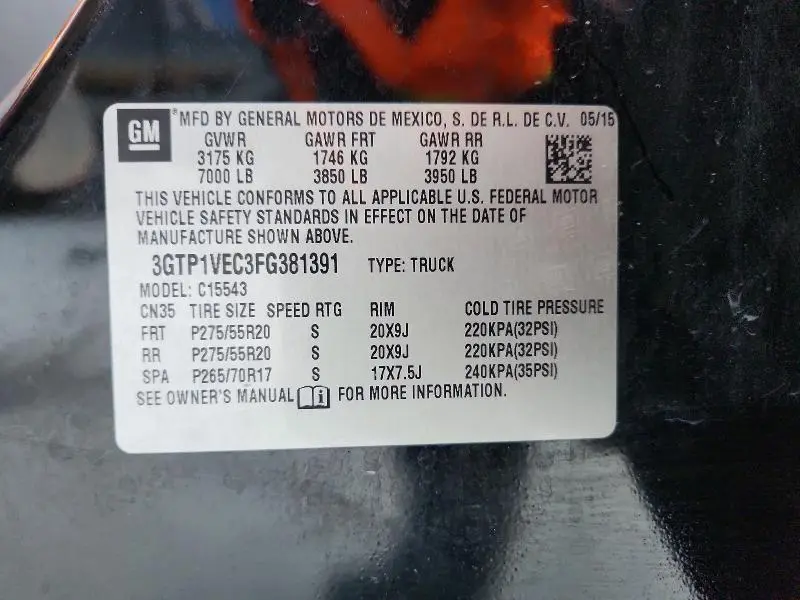 GM ® MFD BY GENERAL MOTORS DE MEXICO, S. DE R.L. DE C.V. 05/15
GVWR GAWR FRT GAWR RR
3175 KG 1746 KG 1792 KG
7000 LB 3850 LB 3950 LB
THIS VEHICLE CONFORMS TO ALL APPLICABLE U.S. FEDERAL MOTOR
VEHICLE SAFETY STANDARDS IN EFFECT ON THE DATE OF
MANUFACTURE SHOWN ABOVE.
3GTP1VEC3FG381391 TYPE: TRUCK
MODEL: C15543
CN35 TIRE SIZE SPEED RTG RIM COLD TIRE PRESSURE
FRT P275/55R20 S 20X9J 220KPA(32PSI)
RR P275/55R20 S 20X9J 220KPA(32PSI)
SPA P265/70R17 S 17X7.5J 240KPA(35PSI)
SEE OWNER'S MANUAL i FOR MORE INFORMATION.